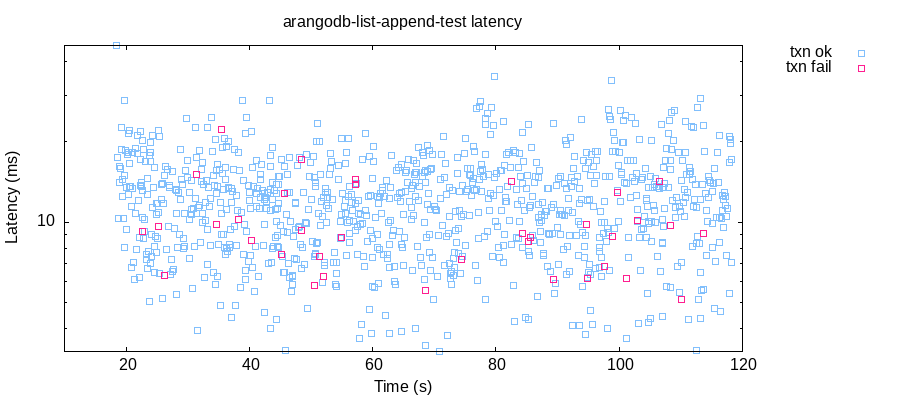 arangodb-list-append-test latency
txn ok
txn fail
Latency (ms)
10
20
40
60
80
100
120
Time (s)